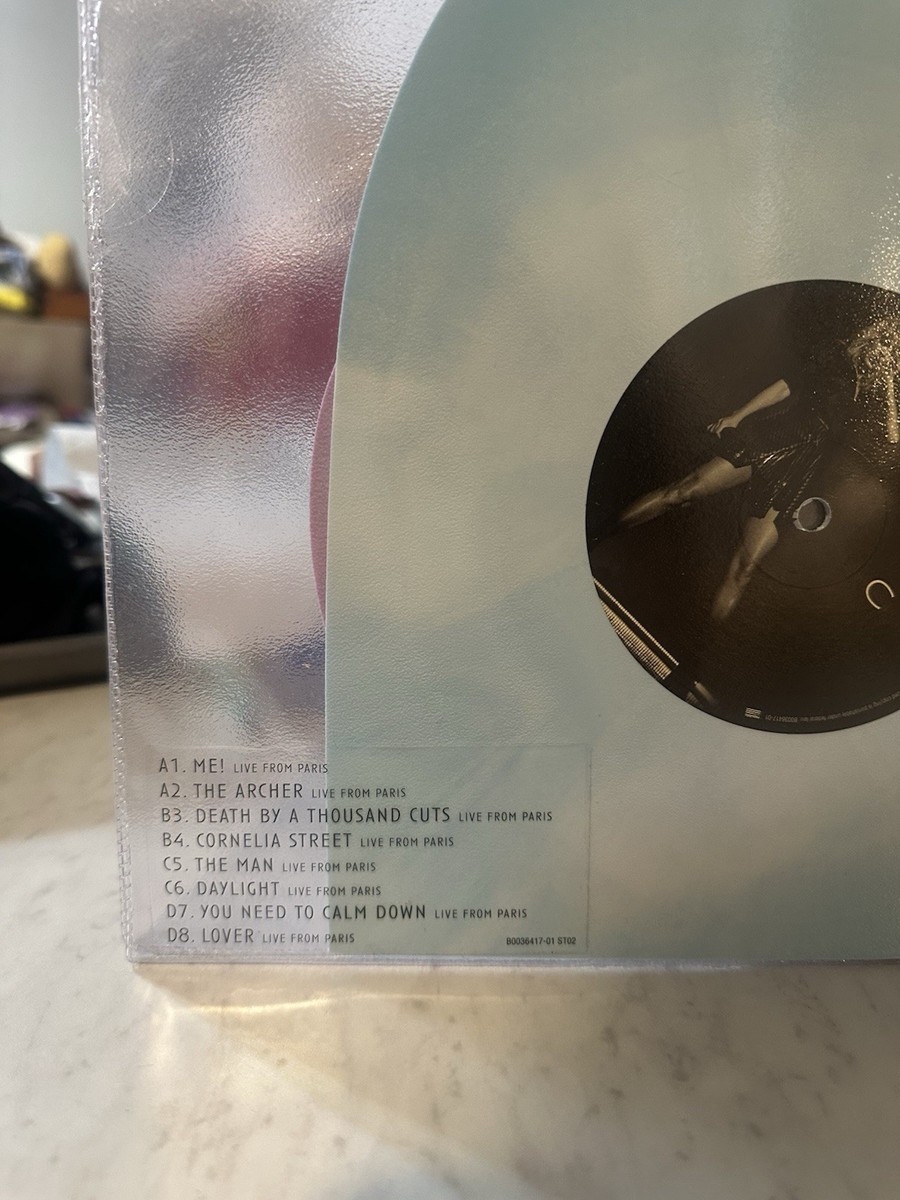 C
A1. ME! LIVE FROM PARIS
A2. THE ARCHER LIVE FROM PARIS
B3. DEATH BY A THOUSAND CUTS LIVE FROM PARIS
B4. CORNELIA STREET LIVE FROM PARIS
C5. THE MAN LIVE FROM PARIS
C6. DAYLIGHT LIVE FROM PARIS
D7. YOU NEED TO CALM DOWN LIVE FROM PARIS
D8. LOVER LIVE FROM PARIS
B0036417-01 ST02